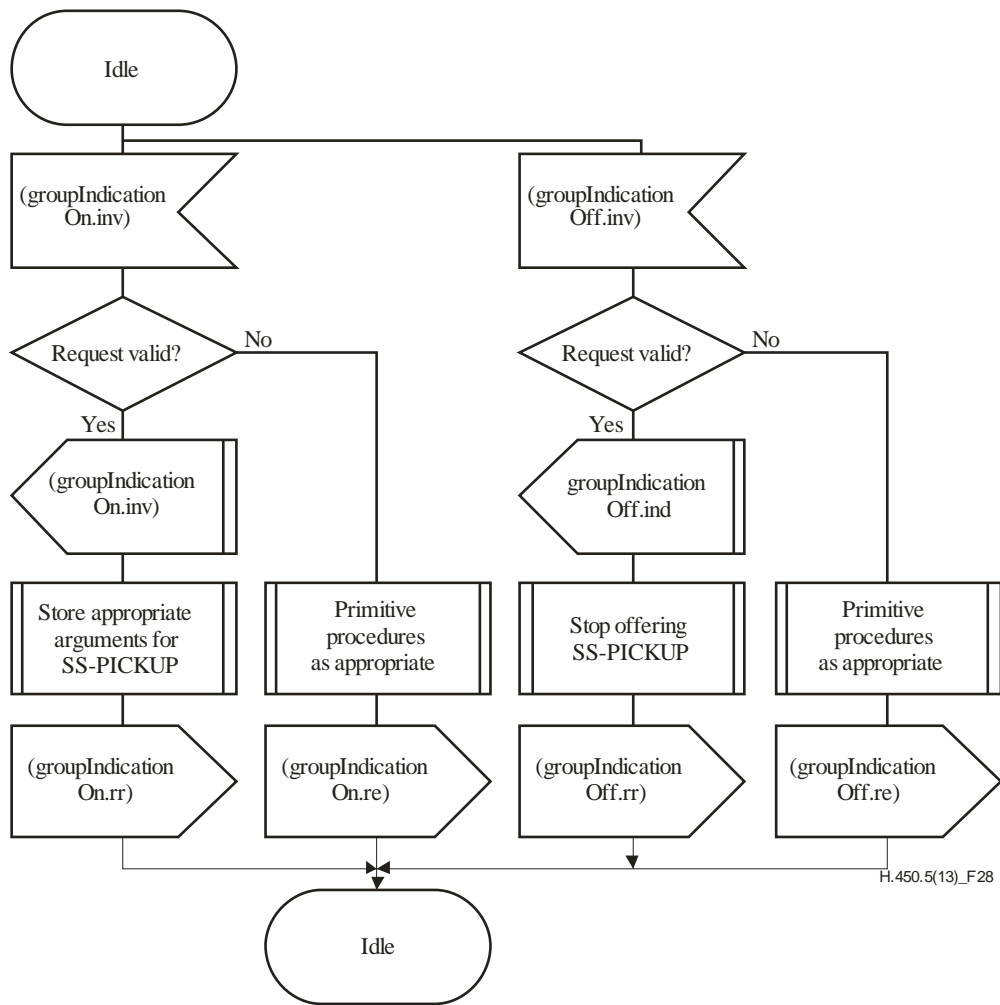 Idle
(groupIndication
On.inv)
(groupIndication
Off.inv)
Request valid?
No
Request valid?
No
Yes
Yes
(groupIndication
On.inv)
groupIndication
Off.ind
Store appropriate
arguments for
SS-PICKUP
Primitive
procedures
as appropriate
Stop offering
SS-PICKUP
Primitive
procedures
as appropriate
(groupIndication
On.rr)
(groupIndication
On.re)
(groupIndication
Off.rr)
(groupIndication
Off.re)
H.450.5(13)_F28
Idle